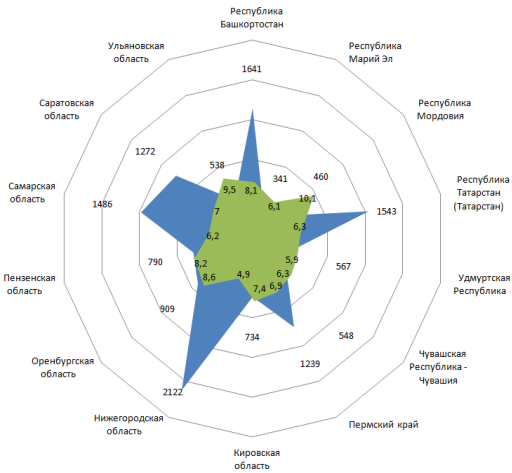 Республика
Башкортостан
Ульяновская
область
Республика
Марий Эл
1641
Саратовская
область
Республика
Мордовия
1272
538
341
460
Самарская
область
1486
9,5
8,1
6,1
10,1
Республика
Татарстан
(Татарстан)
1543
7
6,3
6,2
Пензенская
область
790
8,2
5,9
567
Удмуртская
Республика
8,6
4,9
7,4
6,9
6,3
909
734
548
Оренбургская
область
1239
Чувашская
Республика -
Чувашия
2122
Нижегородская
область
Пермский край
Кировская
область